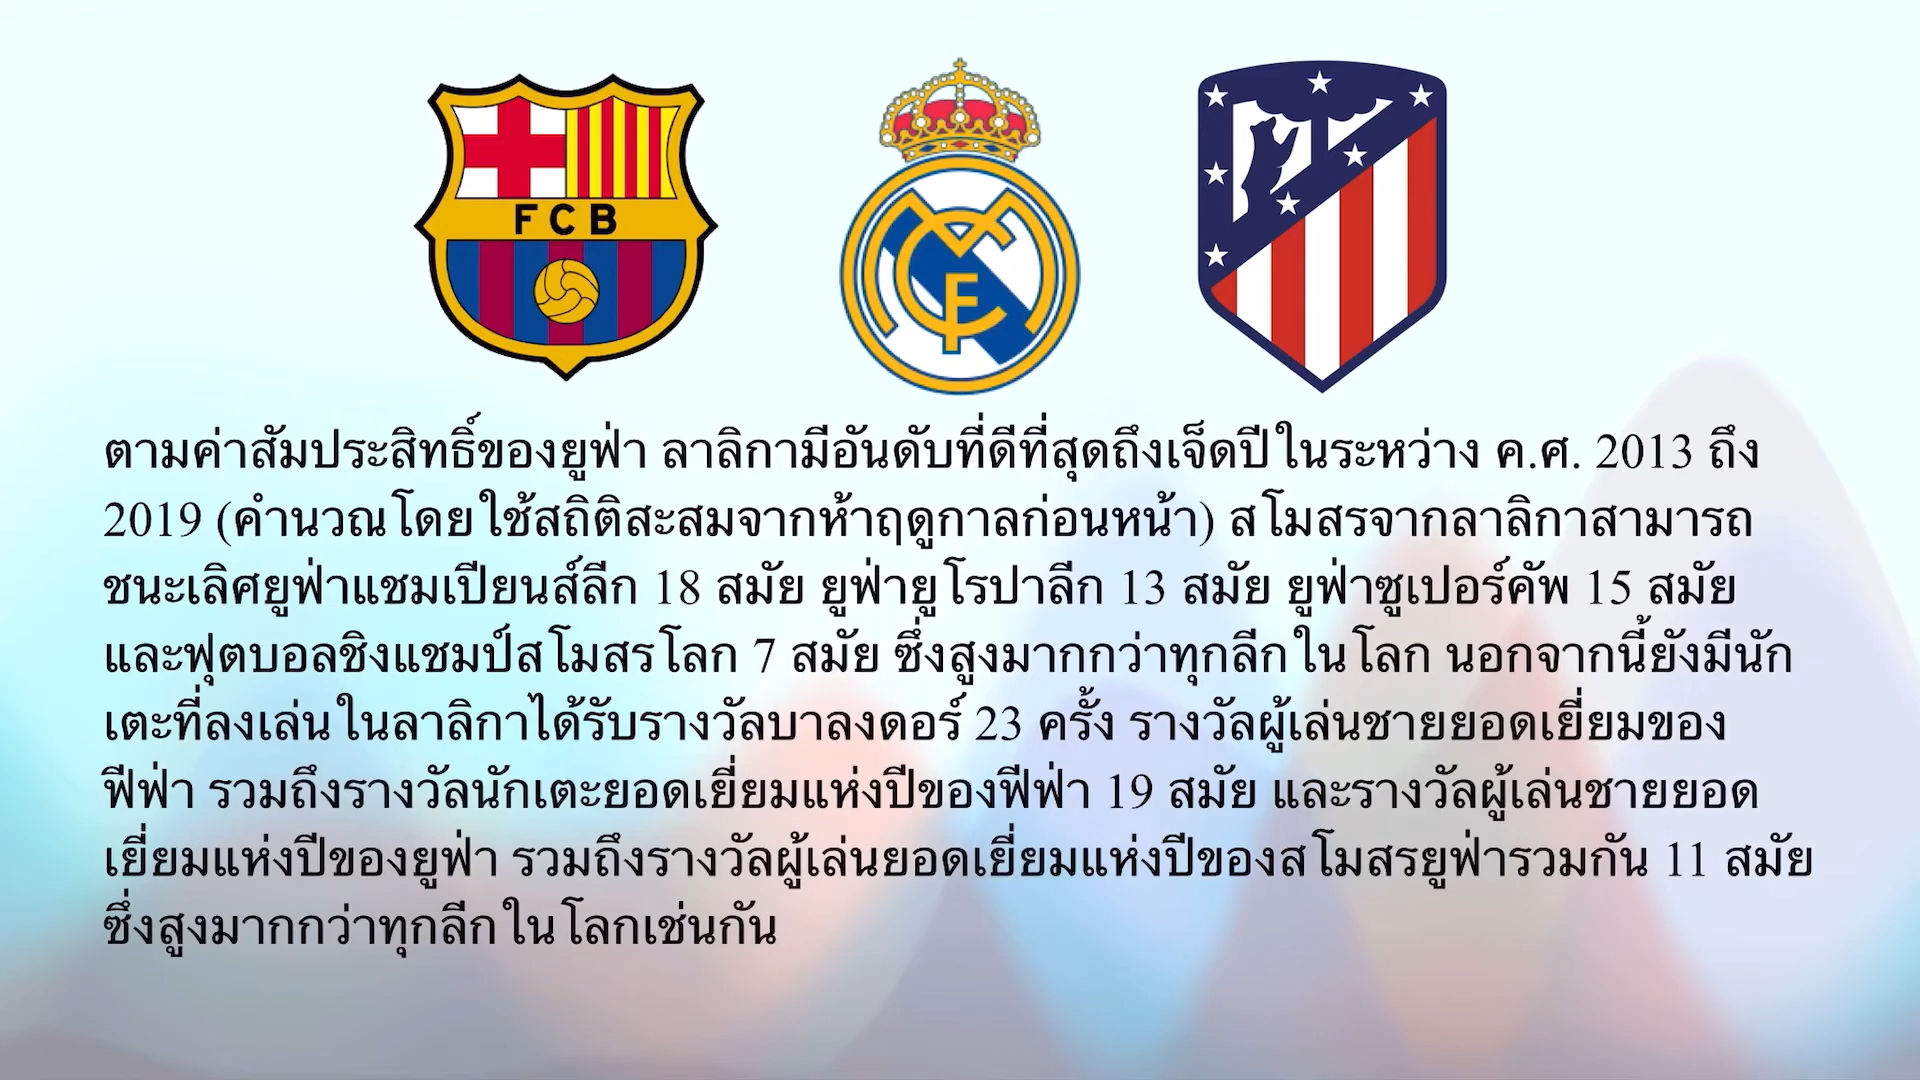 FCB
ตามค่าสัมประสิทธิ์ของยูฟ่า ลาลิกามีอันดับที่ดีที่สุดถึงเจ็ดปีในระหว่าง ค.ศ. 2013 ถึง
2019 (คำนวณโดยใช้สถิติสะสมจากห้าฤดูกาลก่อนหน้า) สโมสรจากลาลิกาสามารถ
ชนะเลิศยูฟ่าแชมเปียนส์ลีก 18 สมัย ยูฟ่ายูโรปาลีก 13 สมัย ยูฟ่าซูเปอร์คัพ 15 สมัย
และฟุตบอลชิงแชมป์สโมสรโลก 7 สมัย ซึ่งสูงมากกว่าทุกลีกในโลก นอกจากนี้ยังมีนัก
เตะที่ลงเล่นในลาลิกาได้รับรางวัลบาลงดอร์ 23 ครั้ง รางวัลผู้เล่นชายยอดเยี่ยมของ
ฟีฟ่า รวมถึงรางวัลนักเตะยอดเยี่ยมแห่งปีของฟีฟ่า 19 สมัย และรางวัลผู้เล่นชายยอด
เยี่ยมแห่งปีของยูฟ่า รวมถึงรางวัลผู้เล่นยอดเยี่ยมแห่งปีของสโมสรยูฟ่ารวมกัน 11 สมัย
ซึ่งสูงมากกว่าทุกลีกในโลกเช่นกัน